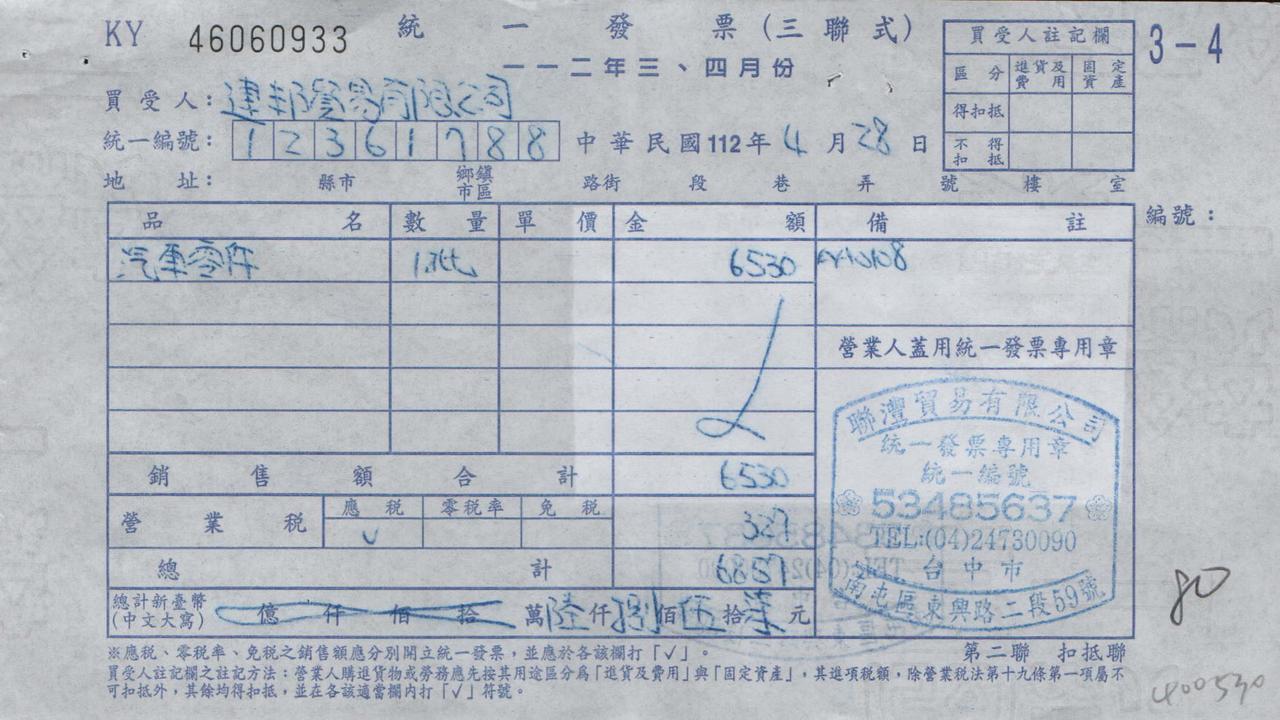 KY 46060933 統一發票(三聯式)
一一二年三、四月份
3-4
買受人註記欄
區分 進貨及費用 固定資產
得扣抵
不得扣抵
買受人：連邦貿易有限公司
統一編號：12361788 中華民國112年4月28日
地址： 縣市 鄉鎮市區 路街 段 巷 弄 號 樓 室
編號：
品名 數量 單價 金額 備註
汽車零件 1批 6530
營業人蓋用統一發票專用章
銷售額合計 6530
營業稅 應稅 零稅率 免稅 327
V
總計 6857
總計新臺幣(中文大寫) 億仟佰拾萬陸仟捌佰伍拾柒元
聯灃貿易有限公司
統一發票專用章
統一編號
53485637
TEL:(04)24730090
台中市
南屯區東興路二段59號
80
※應稅、零稅率、免稅之銷售額應分別開立統一發票，並應於各該欄打「√」。
第二聯 扣抵聯
買受人註記欄之註記方法：營業人購進貨物或勞務應先按其用途區分為「進貨及費用」與「固定資產」，其進項稅額，除營業稅法第十九條第一項屬不
可扣抵外，其餘均得扣抵，並在各該適當欄內打「√」符號。
400530